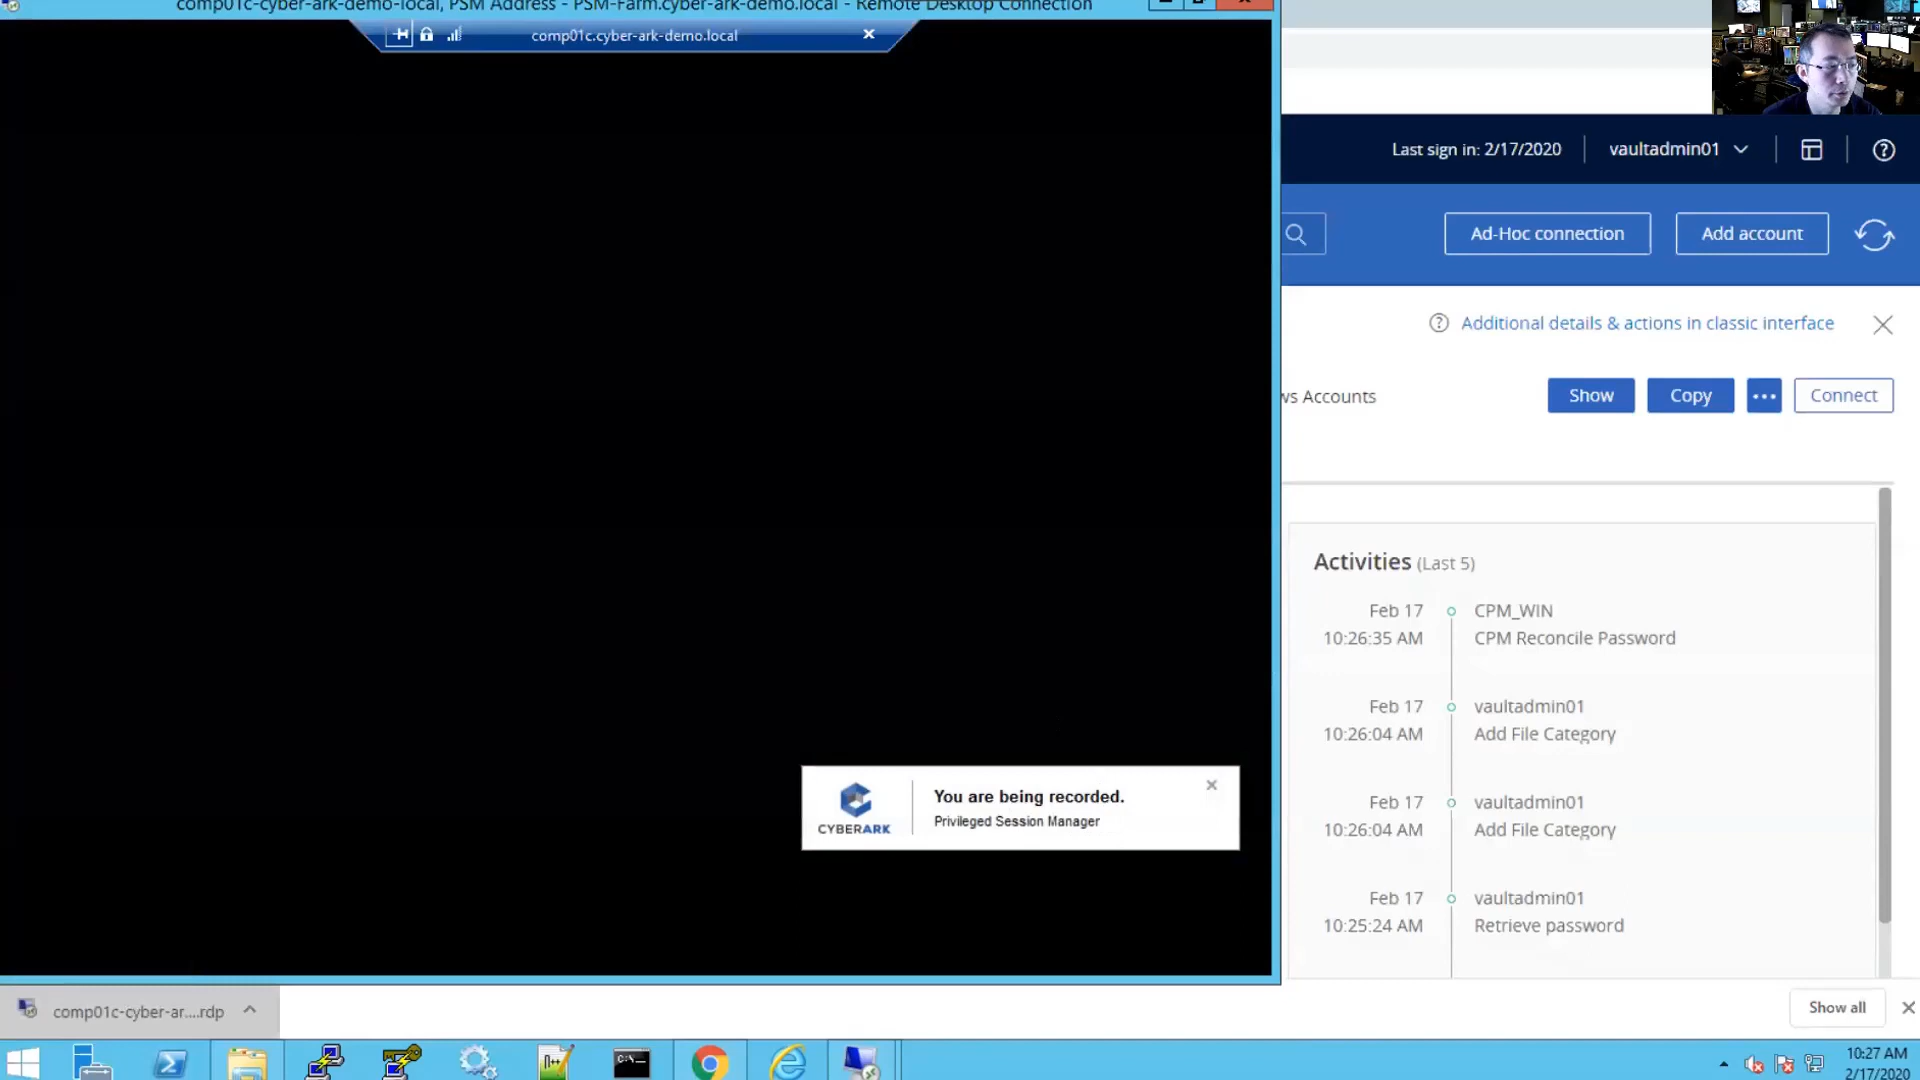 comp01c-cyber-ark-demo-local, PSM Address - PSM-Farm.cyber-ark-demo.local - Remote Desktop Connection
comp01c.cyber-ark-demo.local
Last sign in: 2/17/2020
vaultadmin01
Ad-Hoc connection
Add account
Additional details & actions in classic interface
ws Accounts
Show
Copy
Connect
Activities (Last 5)
Feb 17
CPM_WIN
10:26:35 AM
CPM Reconcile Password
Feb 17
vaultadmin01
10:26:04 AM
Add File Category
Feb 17
vaultadmin01
10:26:04 AM
Add File Category
Feb 17
vaultadmin01
10:25:24 AM
Retrieve password
You are being recorded.
Privileged Session Manager
CYBERARK
comp01c-cyber-ar....rdp
Show all
10:27 AM
2/17/2020